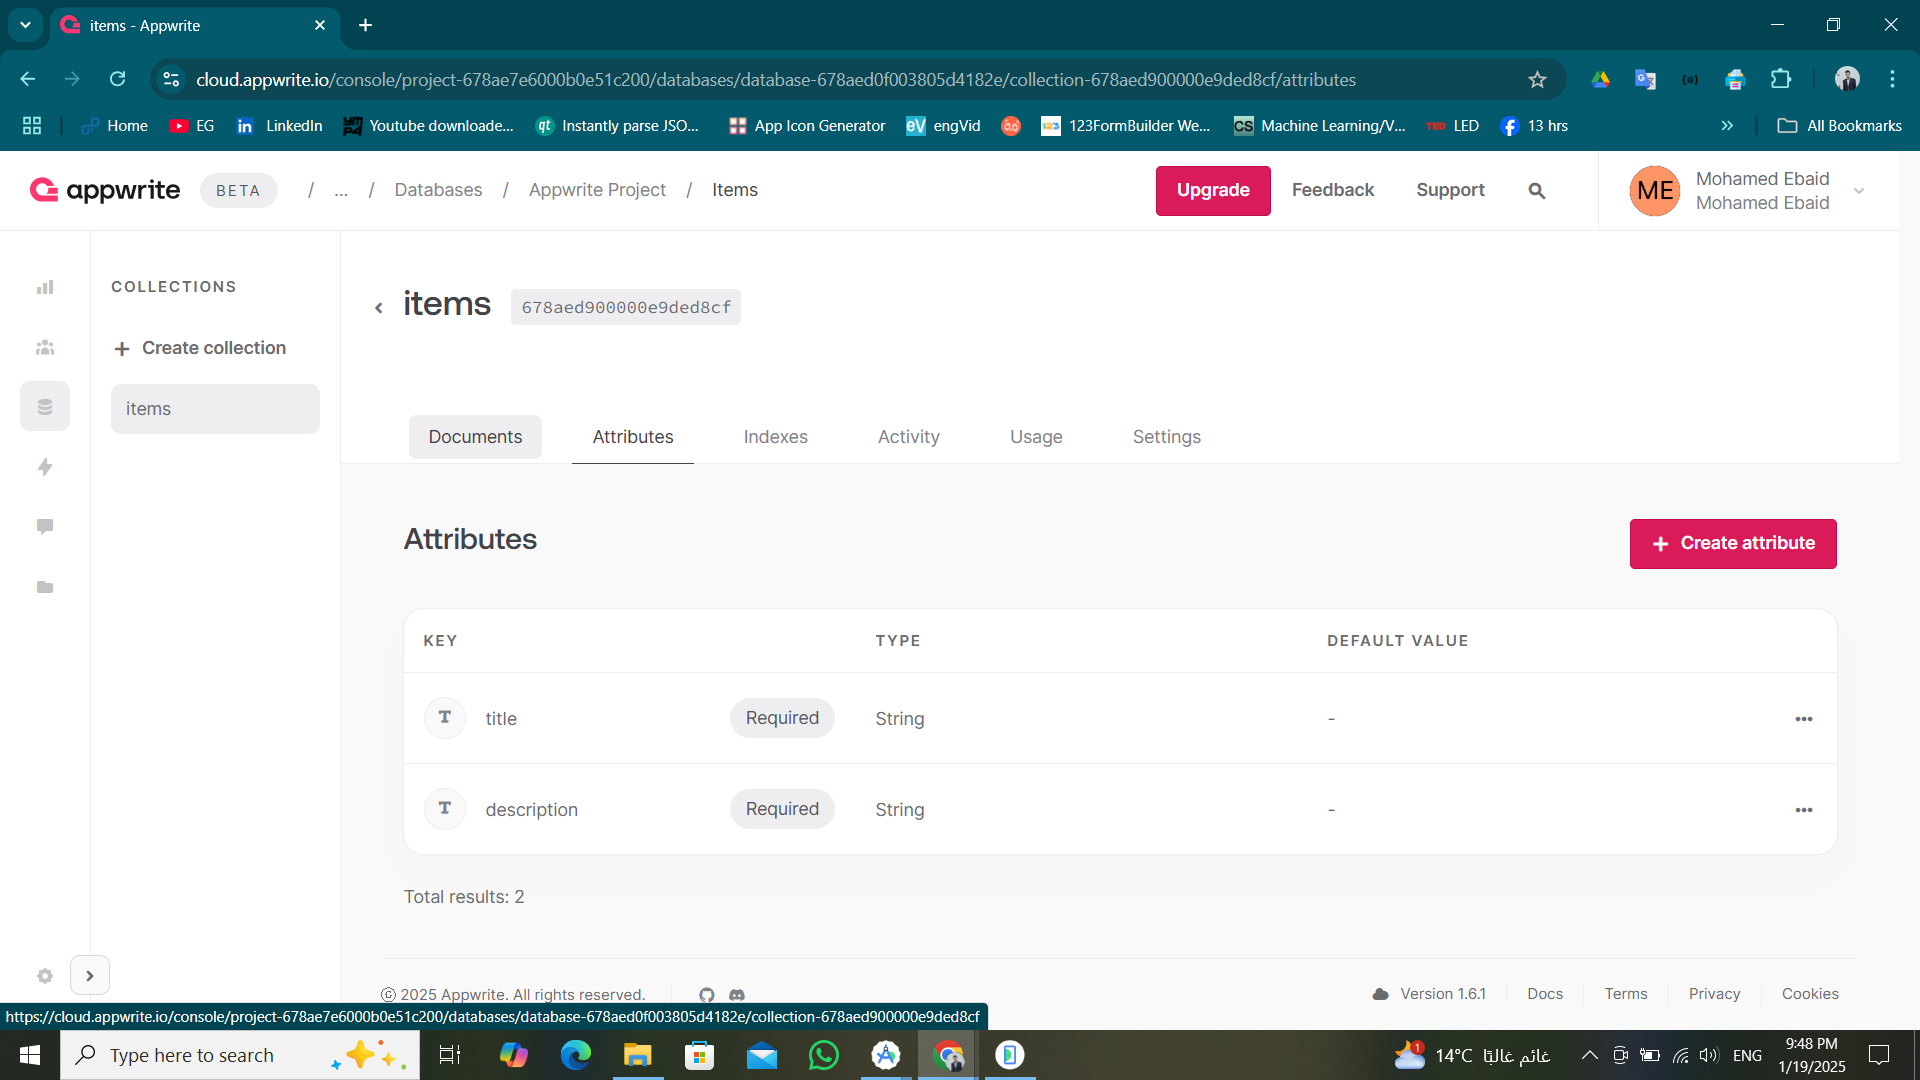 items - Appwrite
cloud.appwrite.io/console/project-678ae7e6000b0e51c200/databases/database-678aed0f003805d4182e/collection-678aed900000e9ded8cf/attributes
Home EG LinkedIn Youtube downloade... Instantly parse JSO... App Icon Generator engVid 123FormBuilder We... Machine Learning/V... LED 13 hrs All Bookmarks
appwrite BETA / ... / Databases / Appwrite Project / Items Upgrade Feedback Support ME Mohamed Ebaid
Mohamed Ebaid
COLLECTIONS
Create collection
items
items 678aed900000e9ded8cf
Documents Attributes Indexes Activity Usage Settings
Attributes
Create attribute
KEY TYPE DEFAULT VALUE
T title Required String -
T description Required String -
Total results: 2
© 2025 Appwrite. All rights reserved. Version 1.6.1 Docs Terms Privacy Cookies
https://cloud.appwrite.io/console/project-678ae7e6000b0e51c200/databases/database-678aed0f003805d4182e/collection-678aed900000e9ded8cf
Type here to search 14°C غائم غالبًا ENG 9:48 PM
1/19/2025